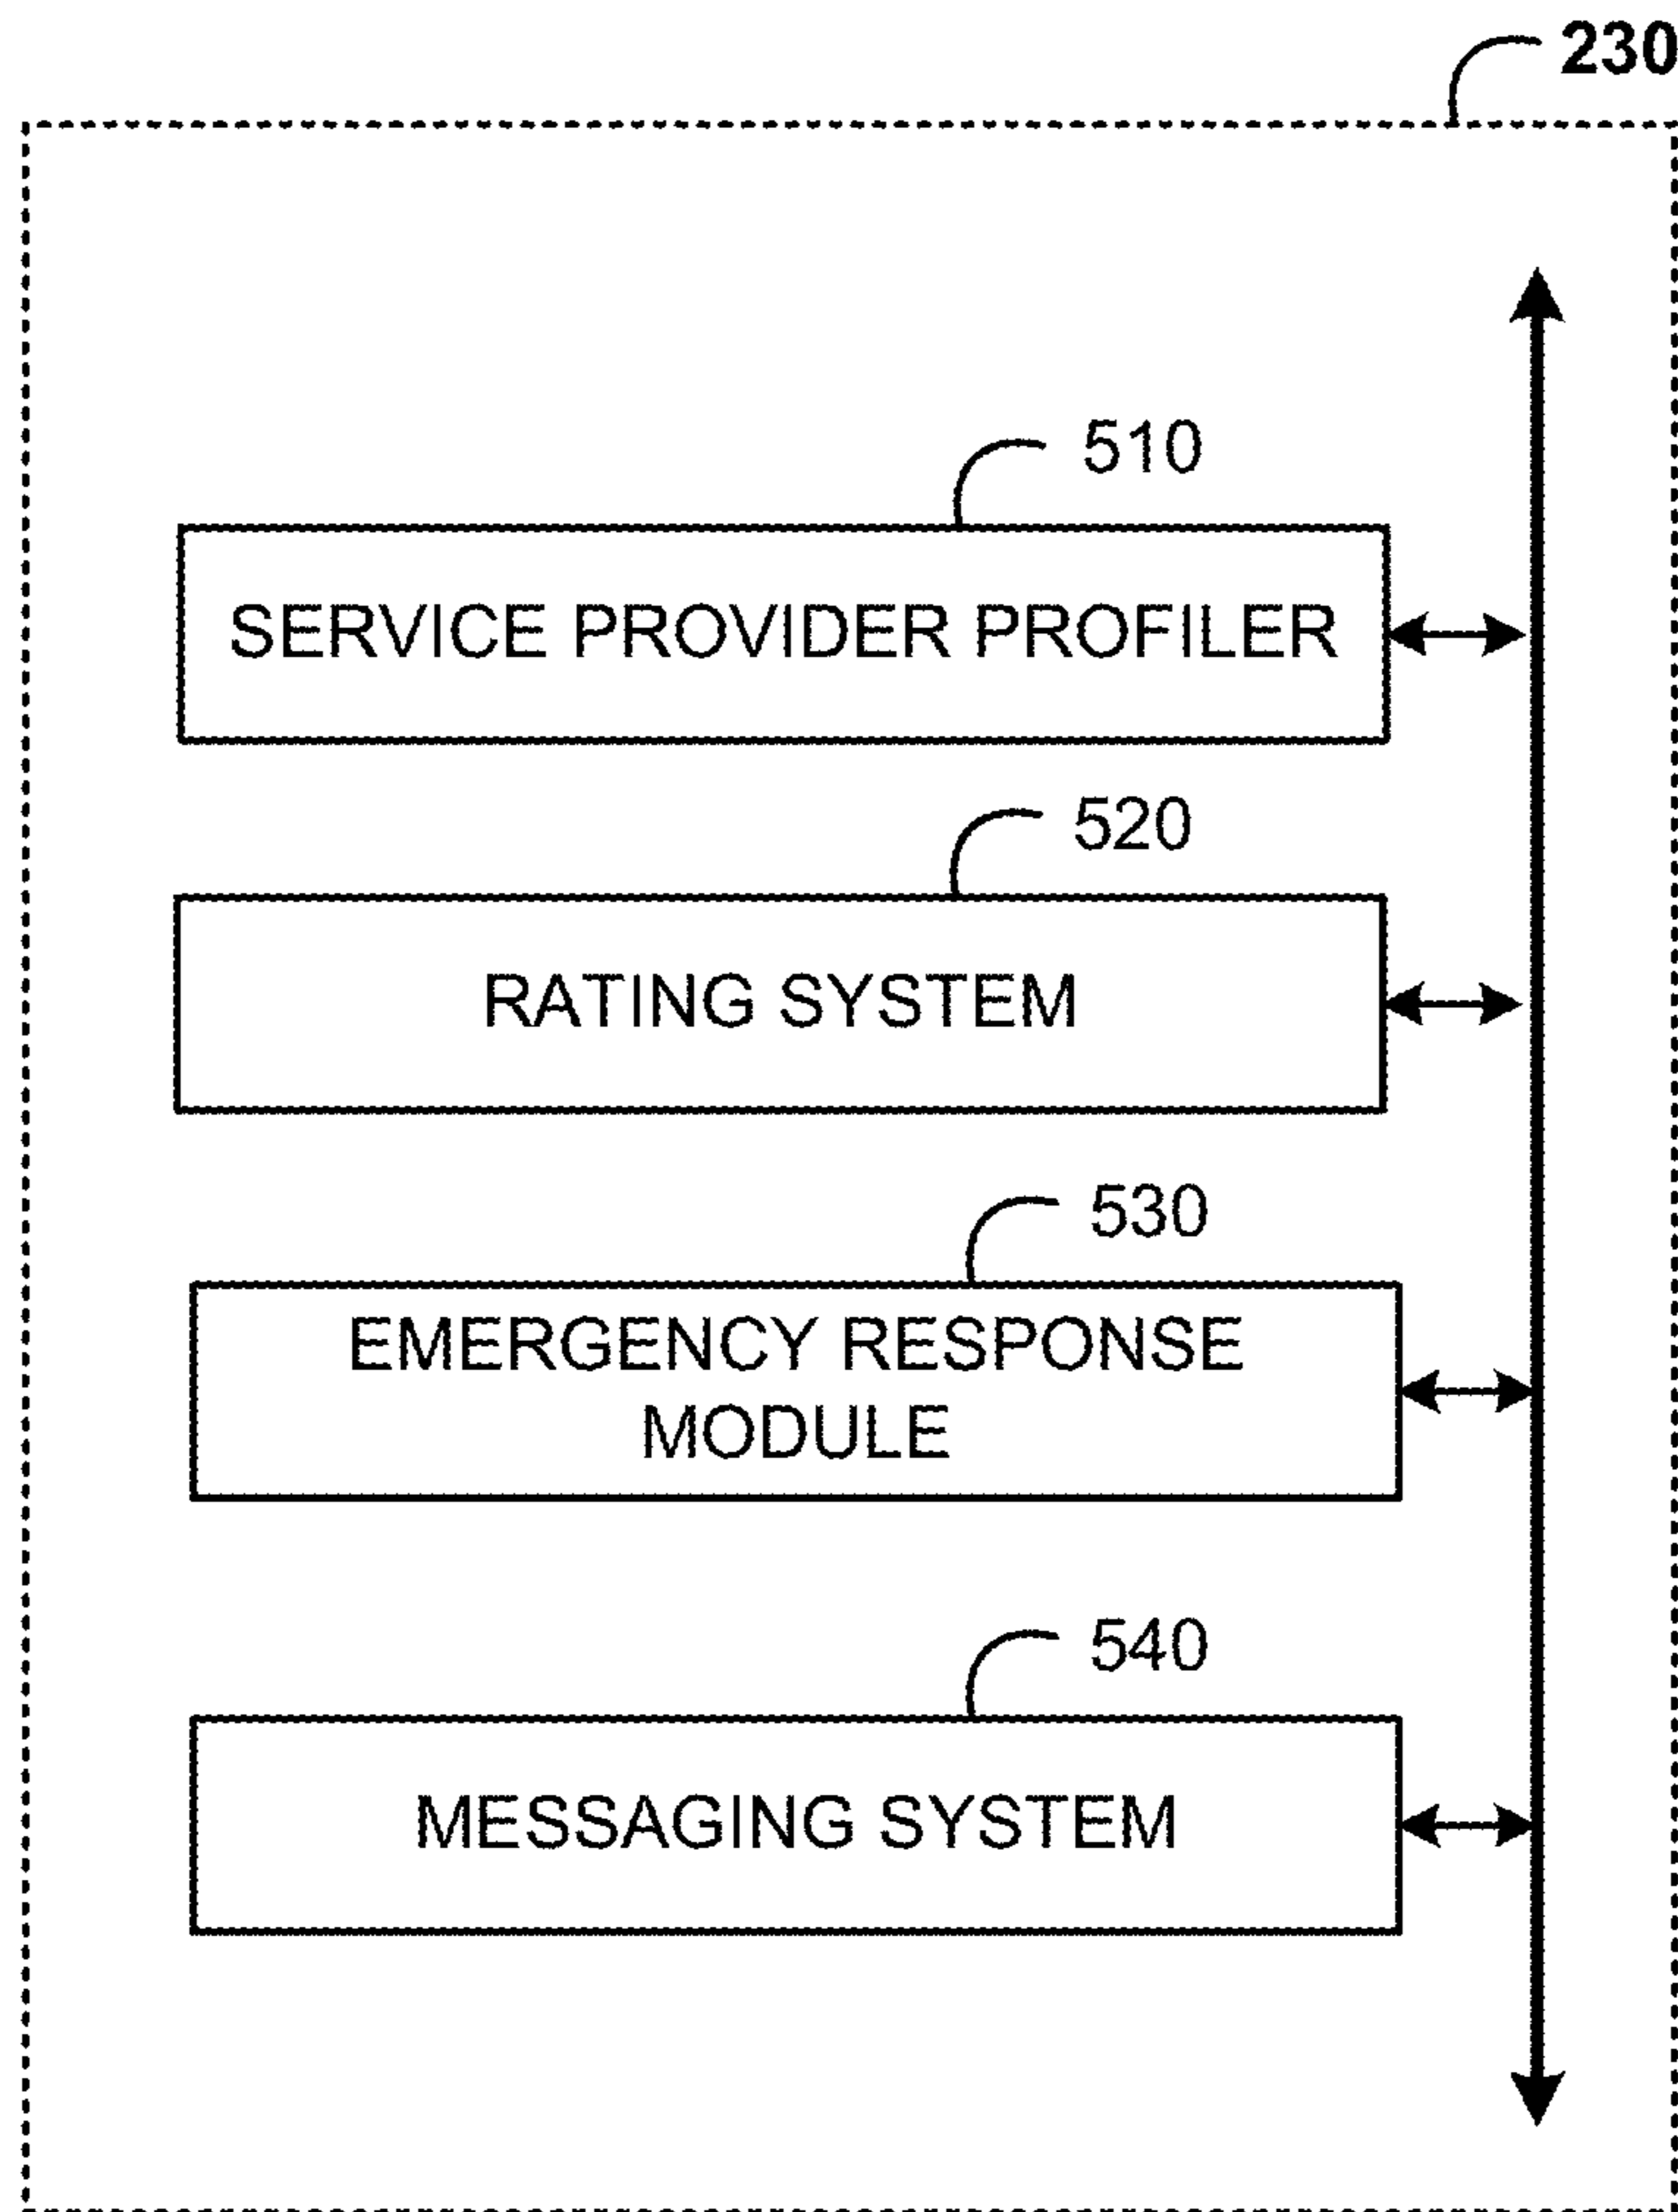 230
510
SERVICE PROVIDER PROFILER
520
RATING SYSTEM
530
EMERGENCY RESPONSE
MODULE
540
MESSAGING SYSTEM